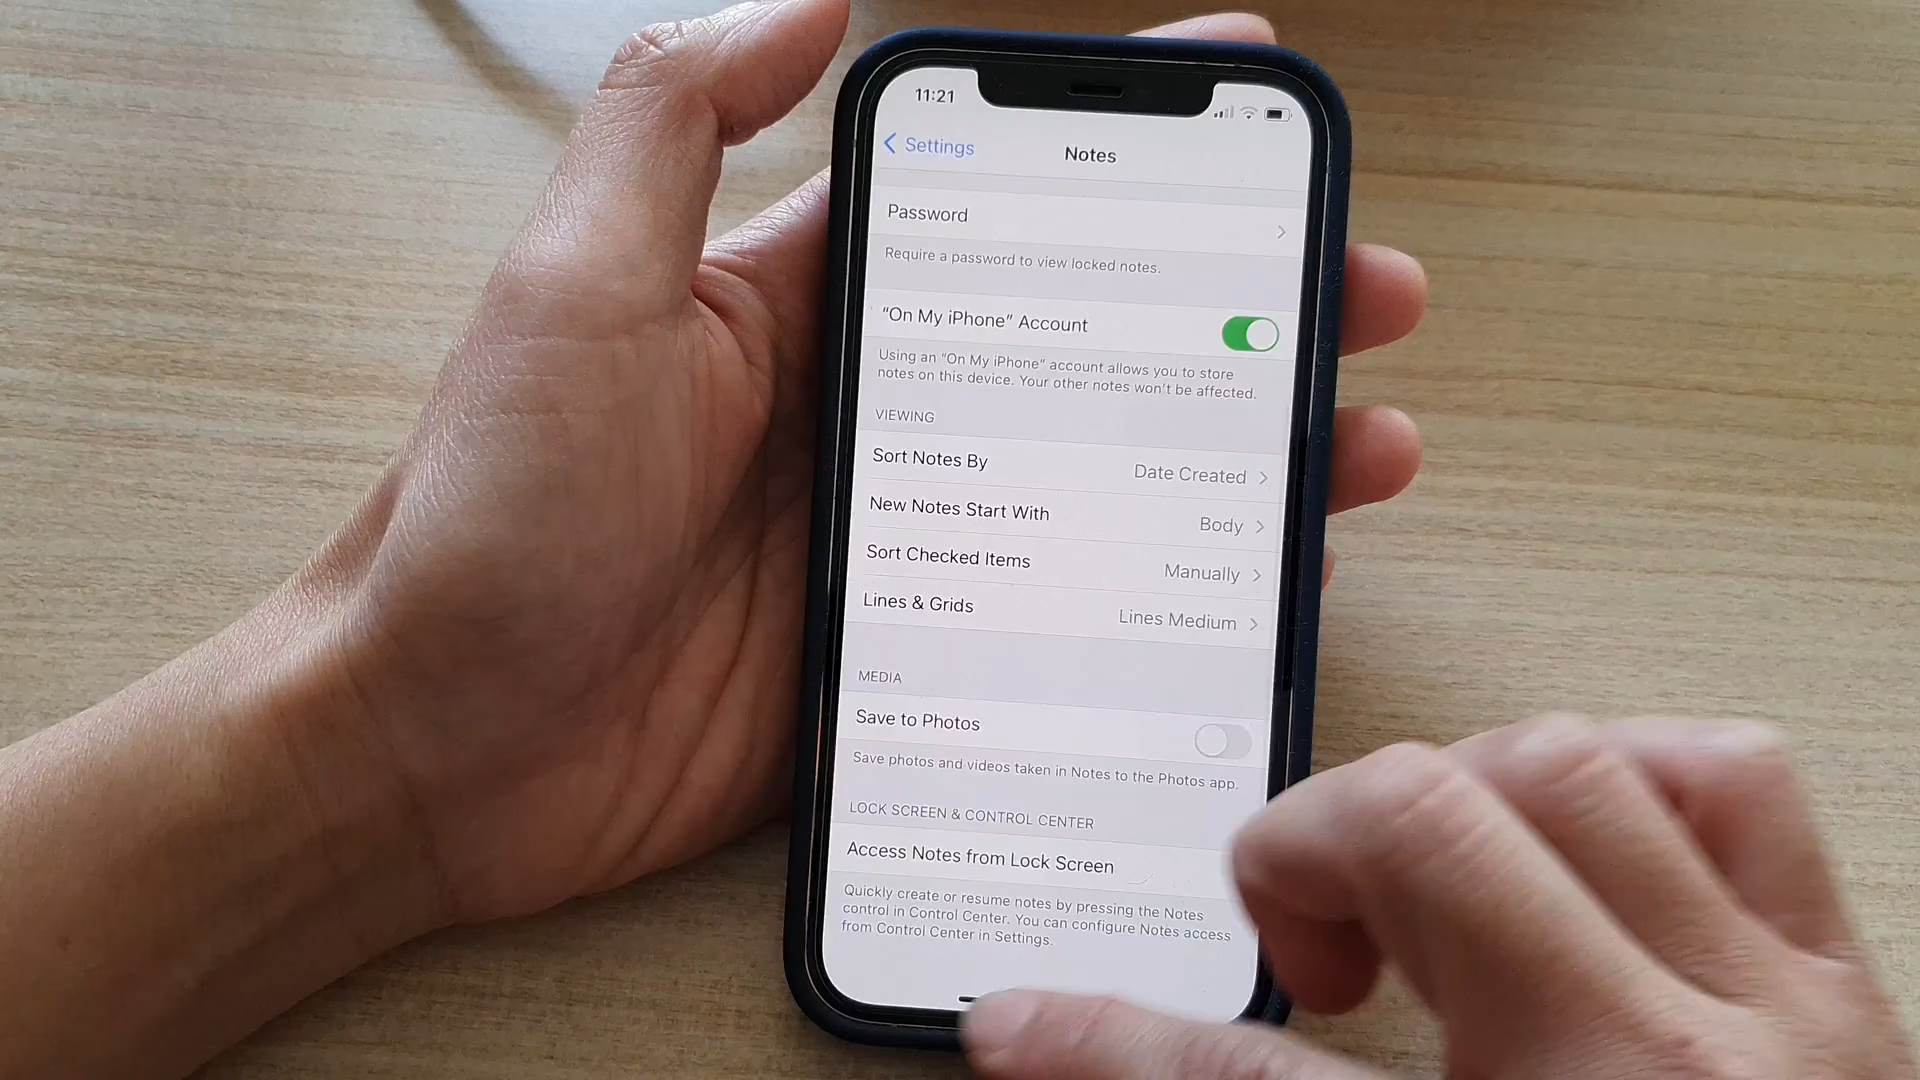 11:21
Settings
Notes
Password
Require a password to view locked notes.
"On My iPhone" Account
Using an "On My iPhone" account allows you to store
notes on this device. Your other notes won't be affected.
VIEWING
Sort Notes By Date Created
New Notes Start With Body
Sort Checked Items Manually
Lines & Grids Lines Medium
MEDIA
Save to Photos
Save photos and videos taken in Notes to the Photos app.
LOCK SCREEN & CONTROL CENTER
Access Notes from Lock Screen
Quickly create or resume notes by pressing the Notes
control in Control Center. You can configure Notes access
from Control Center in Settings.